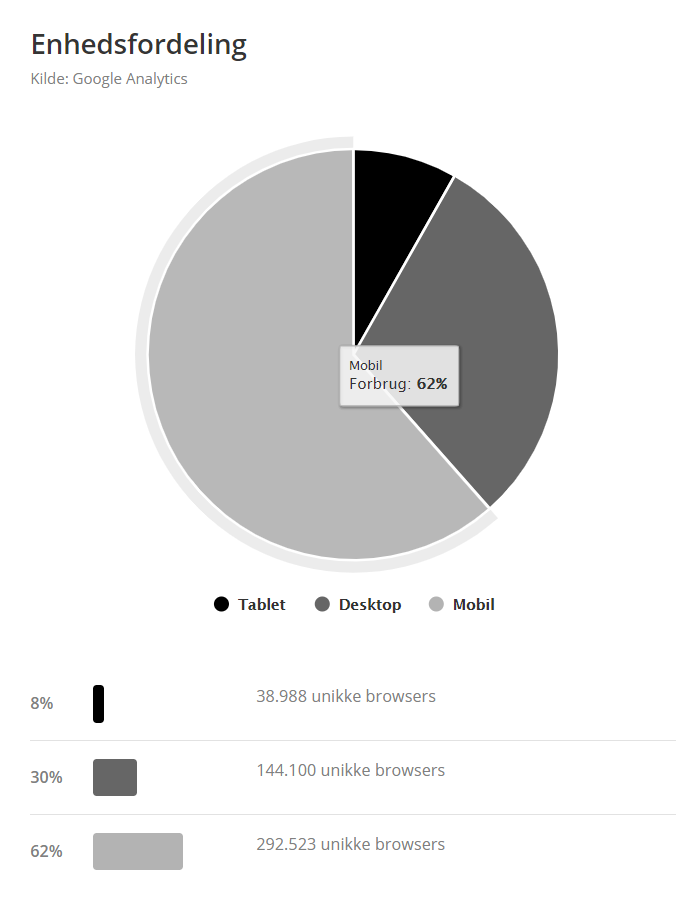 Enhedsfordeling
Kilde: Google Analytics
Mobil
Forbrug: 62%
Tablet Desktop Mobil
8% 38.988 unikke browsers
30% 144.100 unikke browsers
62% 292.523 unikke browsers